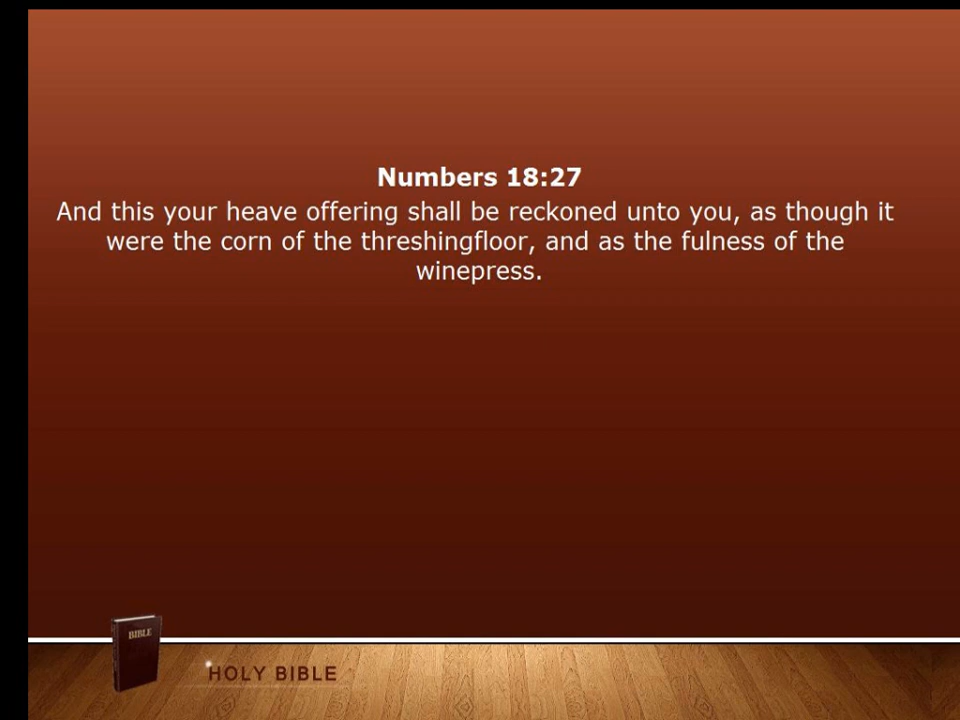 Numbers 18:27
And this your heave offering shall be reckoned unto you, as though it
were the corn of the threshingfloor, and as the fulness of the
winepress.
BIBLE
HOLY BIBLE